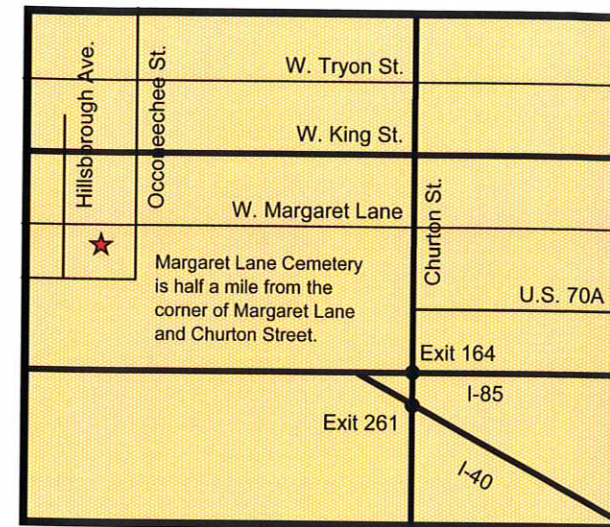 Hillsborough Ave.
Occoneechee St.
W. Tryon St.
W. King St.
W. Margaret Lane
Churton St.
Margaret Lane Cemetery
is half a mile from the
corner of Margaret Lane
and Churton Street.
U.S. 70A
Exit 164
I-85
Exit 261
I-40